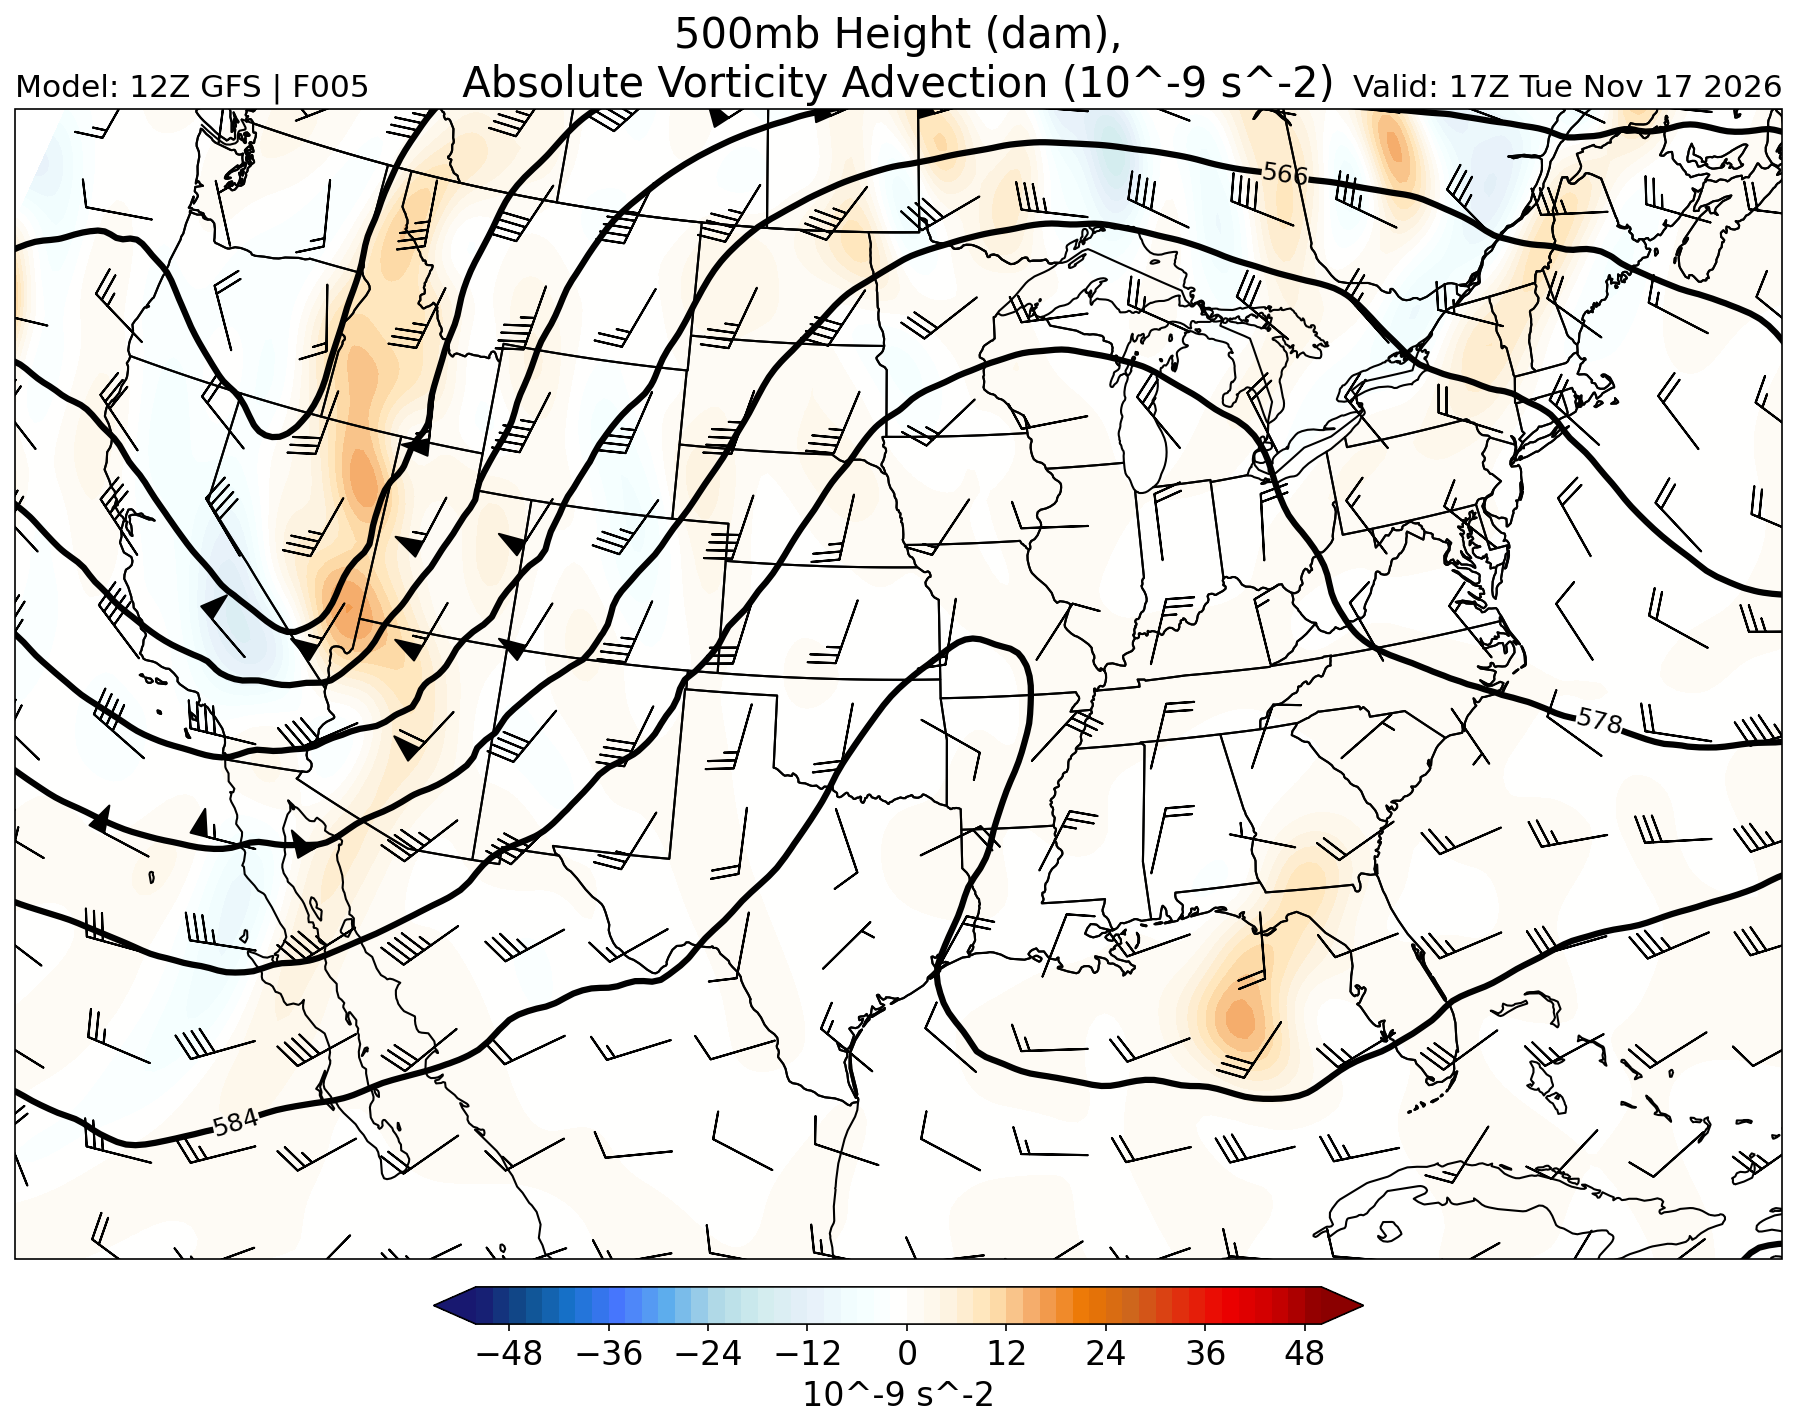 500mb Height (dam),
Model: 12Z GFS | F005 Absolute Vorticity Advection (10^-9 s^-2) Valid: 17Z Tue Nov 17 2026
566
578
584
−48 −36 −24 −12 0 12 24 36 48
10^-9 s^-2